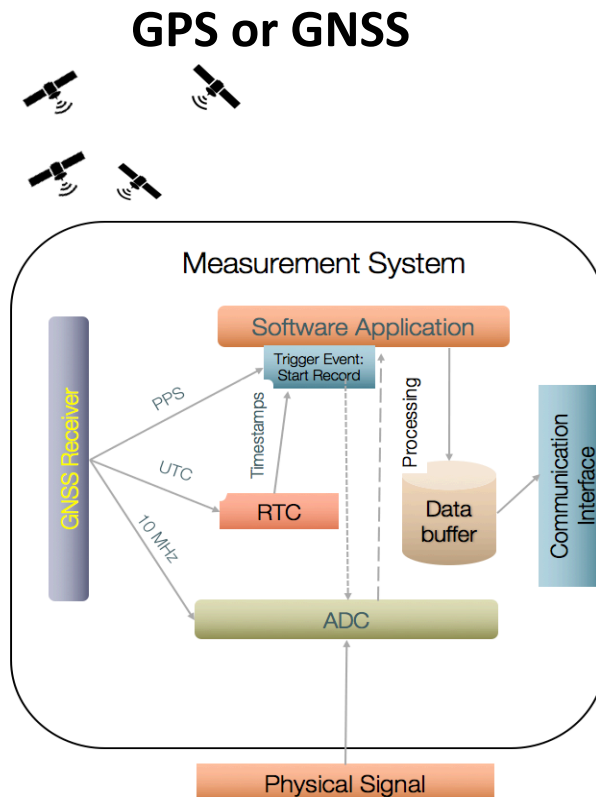 GPS or GNSS
Measurement System
Software Application
Trigger Event:
Start Record
PPS
Timestamps
Processing
GNSS Receiver
UTC
RTC
10 MHz
Data
buffer
Communication
Interface
ADC
Physical Signal